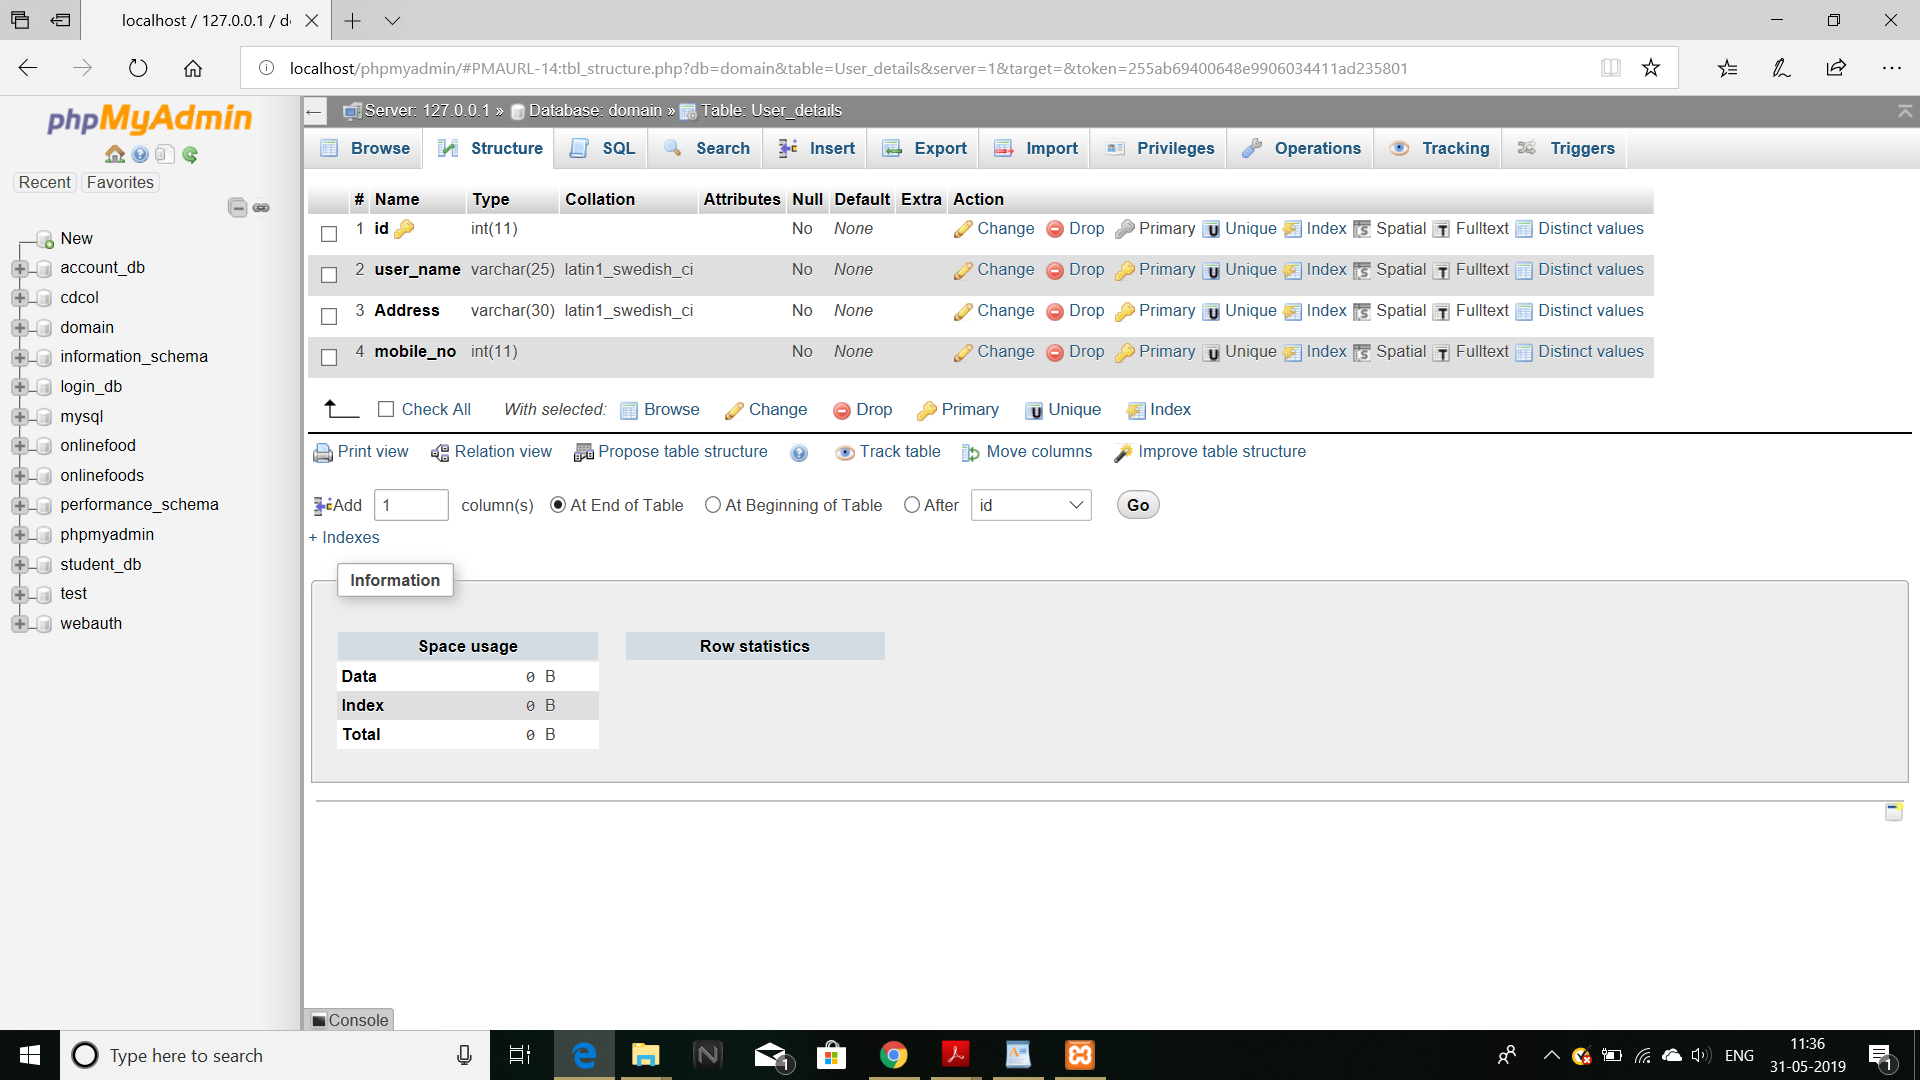 localhost / 127.0.0.1 / d
localhost/phpmyadmin/#PMAURL-14:tbl_structure.php?db=domain&table=User_details&server=1&target=&token=255ab69400648e9906034411ad235801
phpMyAdmin
Recent Favorites
New
account_db
cdcol
domain
information_schema
login_db
mysql
onlinefood
onlinefoods
performance_schema
phpmyadmin
student_db
test
webauth
Server: 127.0.0.1 » Database: domain » Table: User_details
Browse Structure SQL Search Insert Export Import Privileges Operations Tracking Triggers
# Name Type Collation Attributes Null Default Extra Action
1 id int(11) No None Change Drop Primary Unique Index Spatial Fulltext Distinct values
2 user_name varchar(25) latin1_swedish_ci No None Change Drop Primary Unique Index Spatial Fulltext Distinct values
3 Address varchar(30) latin1_swedish_ci No None Change Drop Primary Unique Index Spatial Fulltext Distinct values
4 mobile_no int(11) No None Change Drop Primary Unique Index Spatial Fulltext Distinct values
Check All With selected: Browse Change Drop Primary Unique Index
Print view Relation view Propose table structure Track table Move columns Improve table structure
Add 1 column(s) At End of Table At Beginning of Table After id Go
+ Indexes
Information
Space usage
Data 0 B
Index 0 B
Total 0 B
Row statistics
Console
Type here to search
1
ENG
11:36
31-05-2019
1